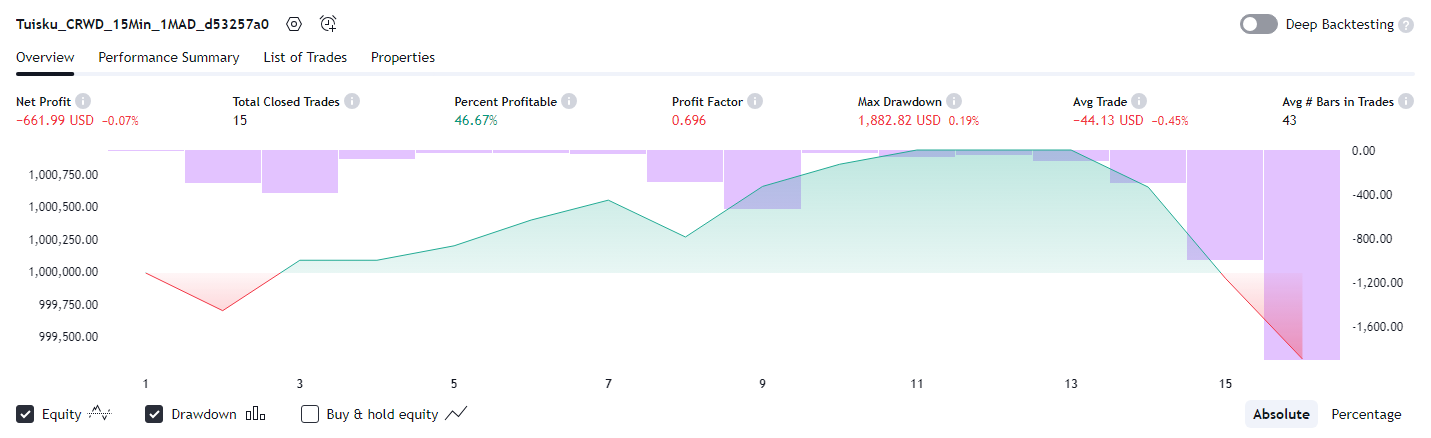 Tuisku_CRWD_15Min_1MAD_d53257a0 Deep Backtesting ?
Overview Performance Summary List of Trades Properties
Net Profit Total Closed Trades Percent Profitable Profit Factor Max Drawdown Avg Trade Avg # Bars in Trades
−661.99 USD −0.07% 15 46.67% 0.696 1,882.82 USD 0.19% −44.13 USD −0.45% 43
0.00
1,000,750.00
-400.00
1,000,500.00
1,000,250.00 -800.00
1,000,000.00
-1,200.00
999,750.00
-1,600.00
999,500.00
1 3 5 7 9 11 13 15
Equity Drawdown Buy & hold equity Absolute Percentage